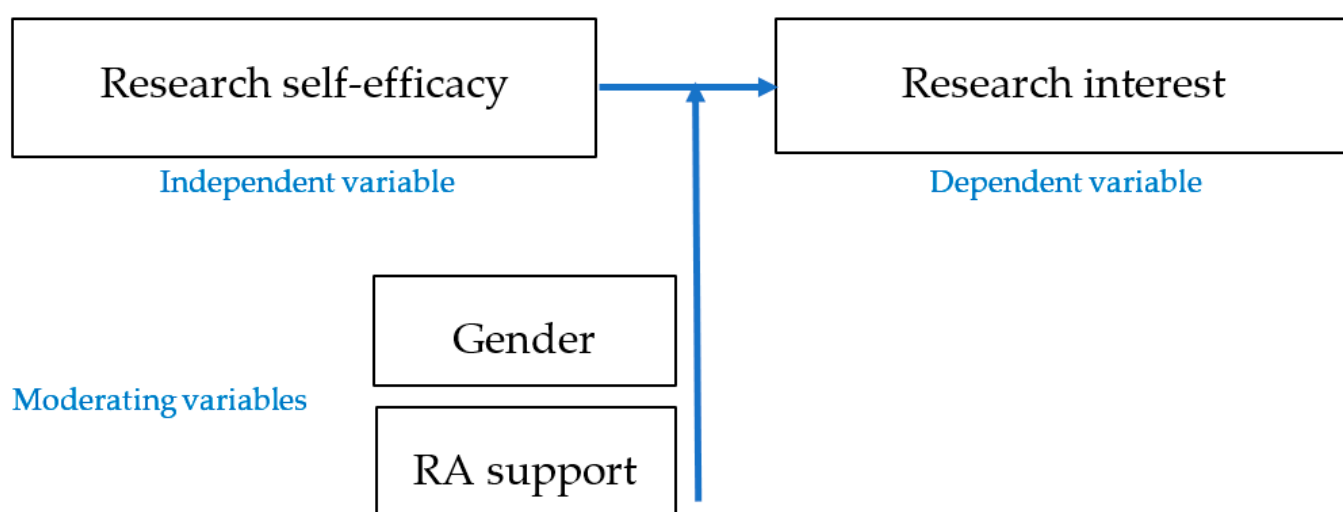 Research self-efficacy
Research interest
Independent variable
Dependent variable
Gender
Moderating variables
RA support